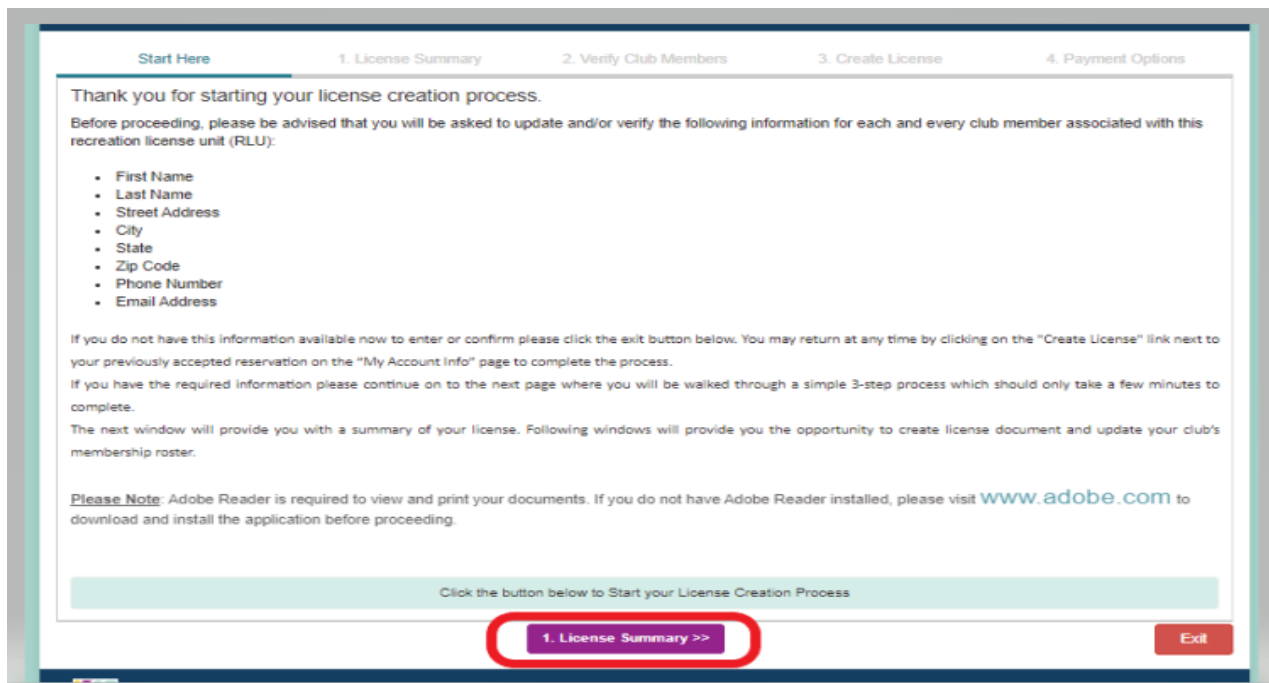 Start Here 1. License Summary 2. Verify Club Members 3. Create License 4. Payment Options
Thank you for starting your license creation process.
Before proceeding, please be advised that you will be asked to update and/or verify the following information for each and every club member associated with this
recreation license unit (RLU):
• First Name
• Last Name
• Street Address
• City
• State
• Zip Code
• Phone Number
• Email Address
If you do not have this information available now to enter or confirm please click the exit button below. You may return at any time by clicking on the "Create License" link next to
your previously accepted reservation on the "My Account Info" page to complete the process.
If you have the required information please continue on to the next page where you will be walked through a simple 3-step process which should only take a few minutes to
complete.
The next window will provide you with a summary of your license. Following windows will provide you the opportunity to create license document and update your club's
membership roster.
Please Note: Adobe Reader is required to view and print your documents. If you do not have Adobe Reader installed, please visit www.adobe.com to
download and install the application before proceeding.
Click the button below to Start your License Creation Process
1. License Summary >> Exit